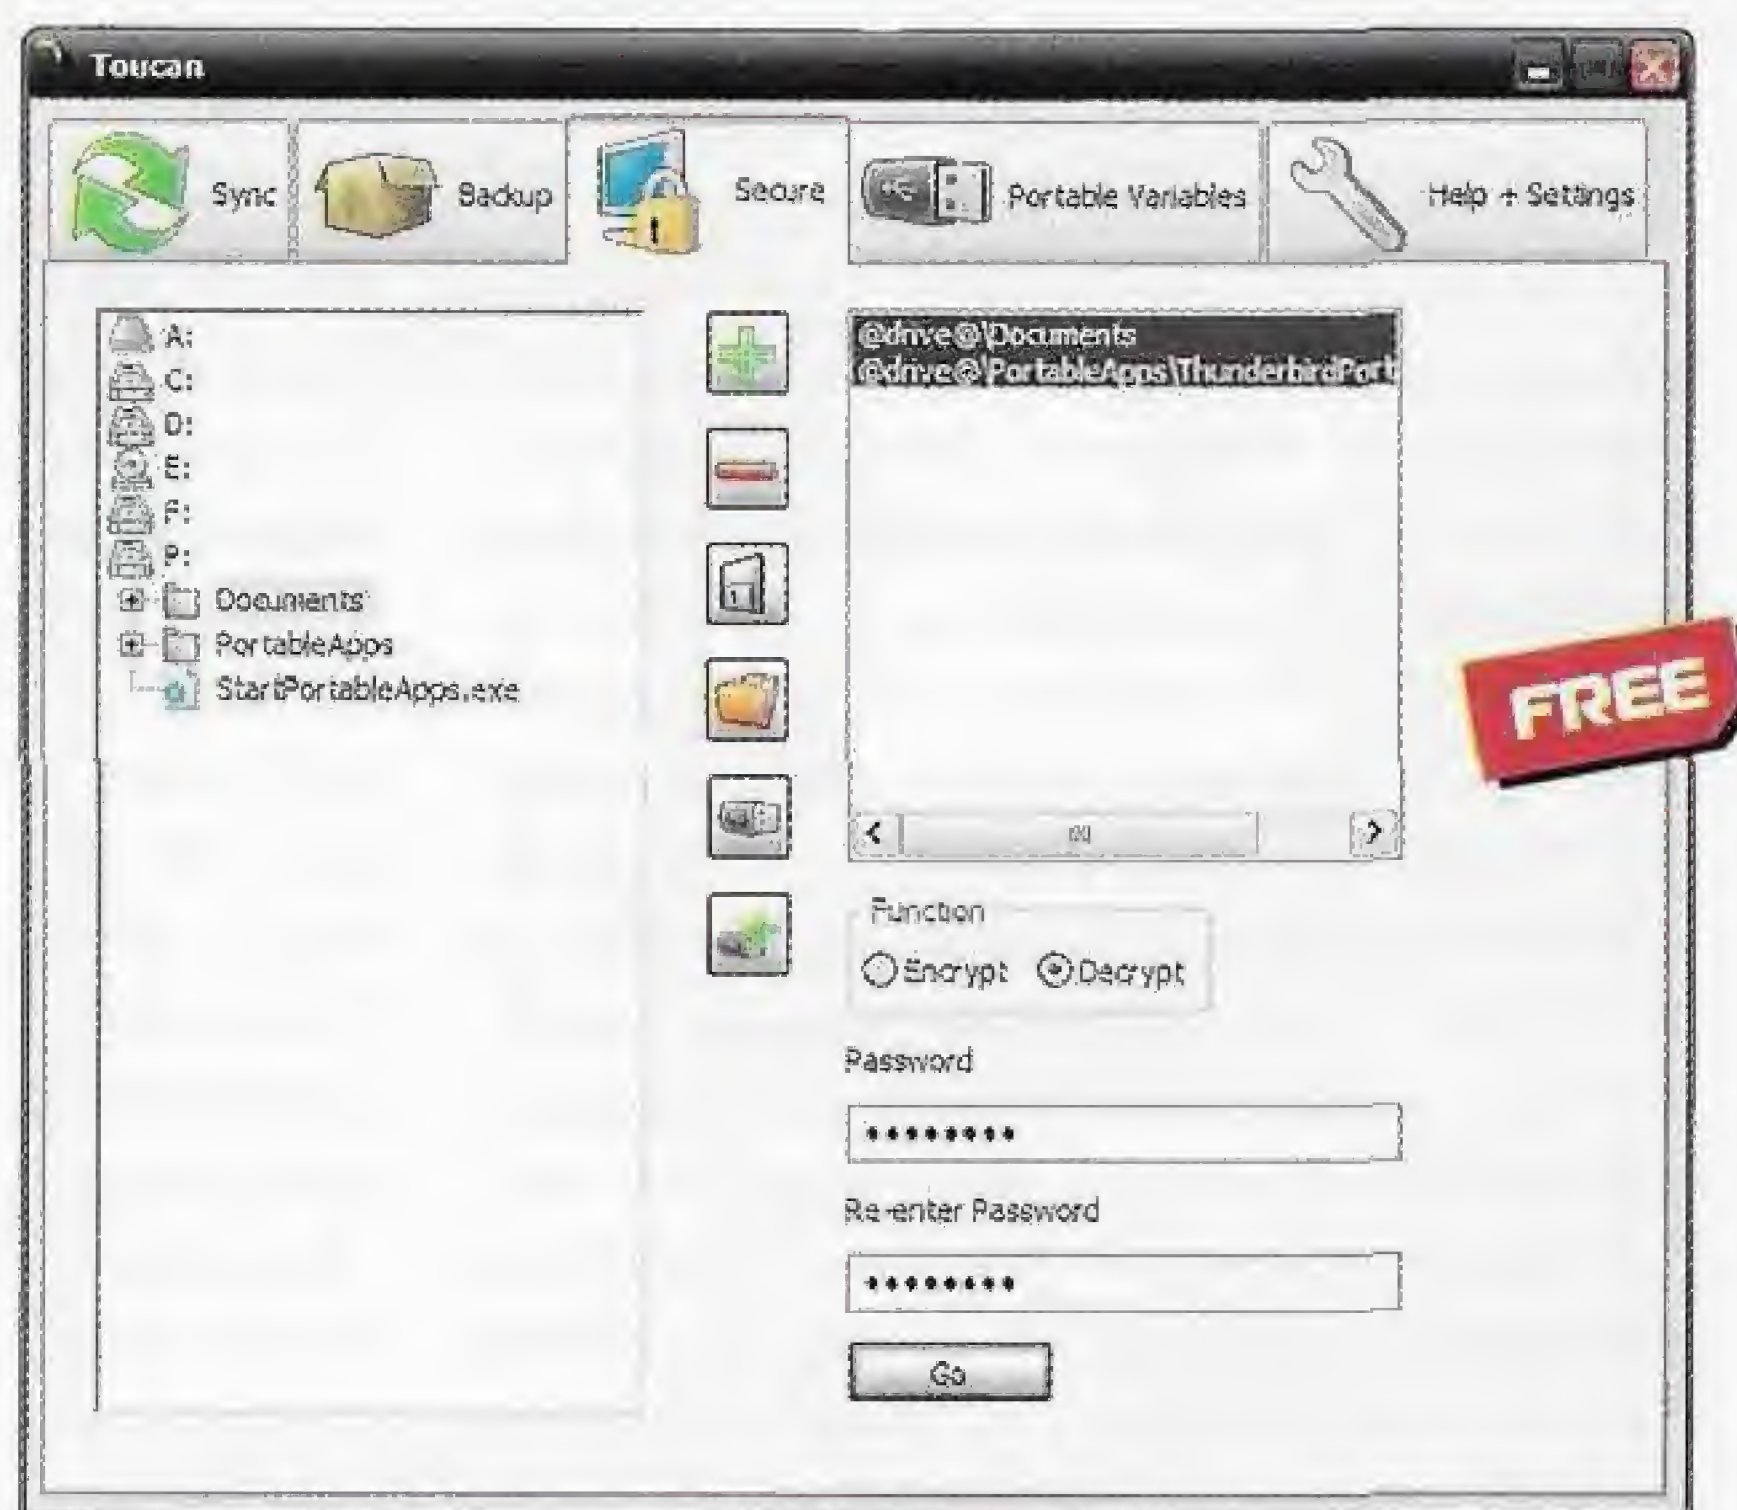 Toucan
Sync
Backup
Secure
Portable Variables
Help + Settings
A:
C:
D:
E:
F:
P:
Documents
PortableApps
StartPortableApps.exe
@drive@\Documents
@drive@\PortableApps\ThunderbirdPort
FREE
Function
Encrypt
Decrypt
Password
••••••••
Re-enter Password
••••••••
Go